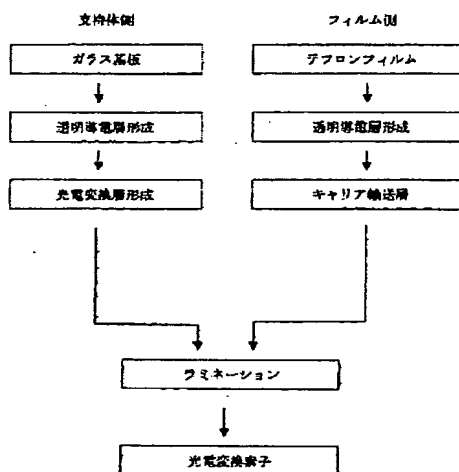 支持体側
ガラス基板
透明導電層形成
光電変換層形成
フィルム側
テフロンフィルム
透明導電層形成
キャリア輸送層
ラミネーション
光電変換素子